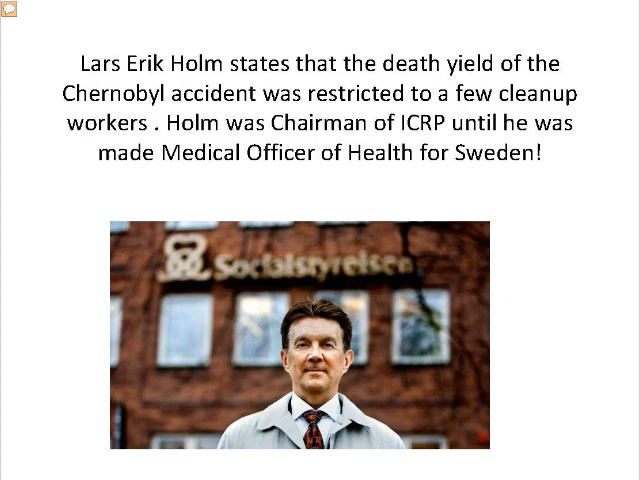 Lars Erik Holm states that the death yield of the
Chernobyl accident was restricted to a few cleanup
workers . Holm was Chairman of ICRP until he was
made Medical Officer of Health for Sweden!
Socialstyrelsen